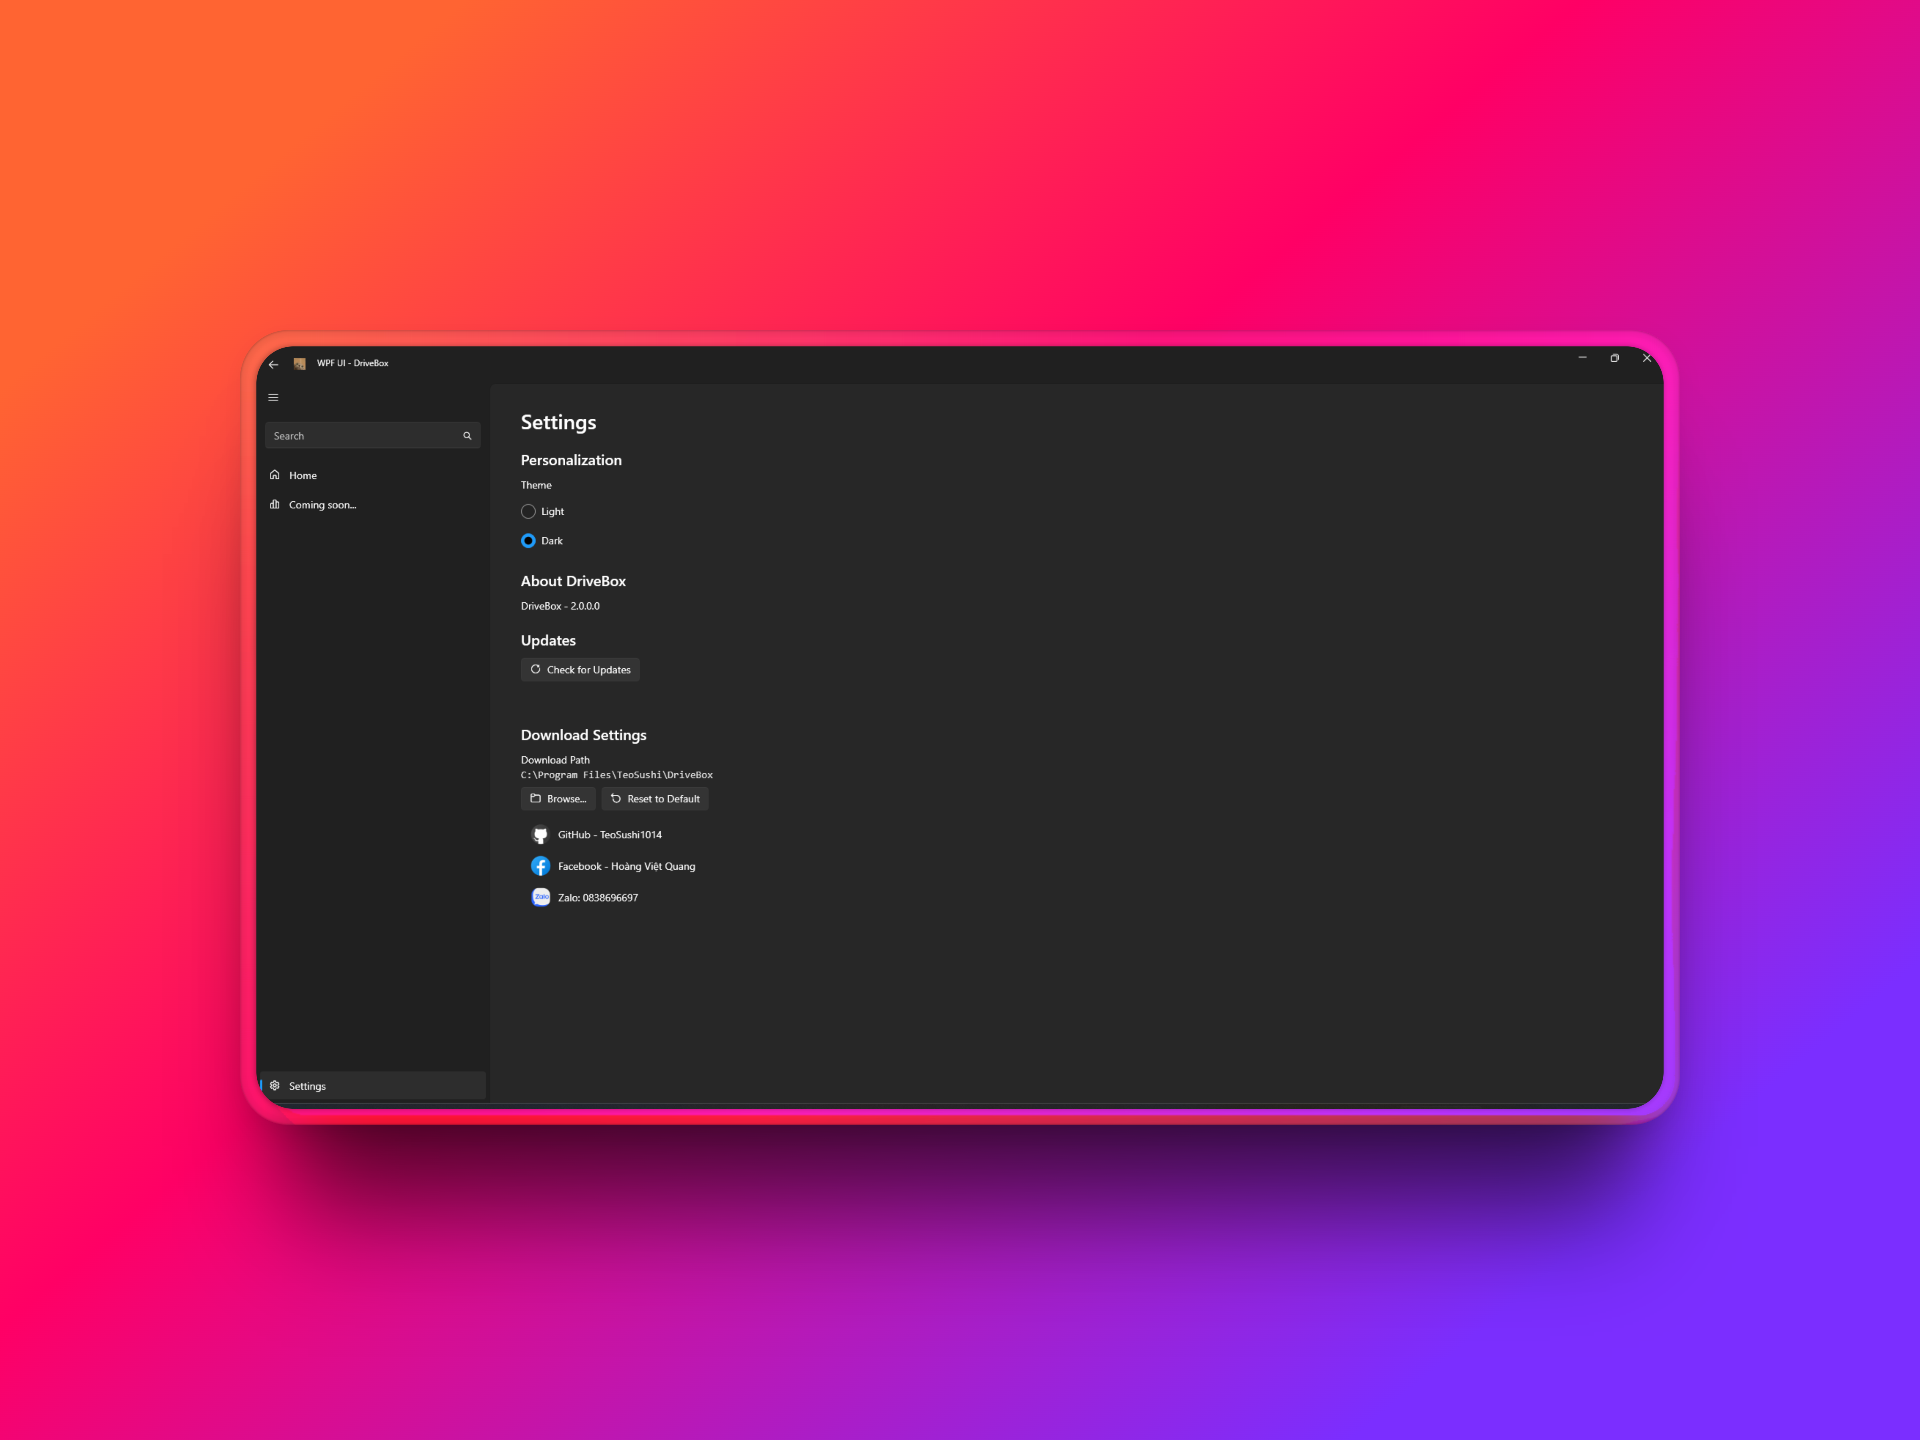 WPF UI - DriveBox
Search
Home
Coming soon...
Settings
Settings
Personalization
Theme
Light
Dark
About DriveBox
DriveBox - 2.0.0.0
Updates
Check for Updates
Download Settings
Download Path
C:\Program Files\TeoSushi\DriveBox
Browse...
Reset to Default
GitHub - TeoSushi1014
Facebook - Hoàng Việt Quang
Zalo
Zalo: 0838696697